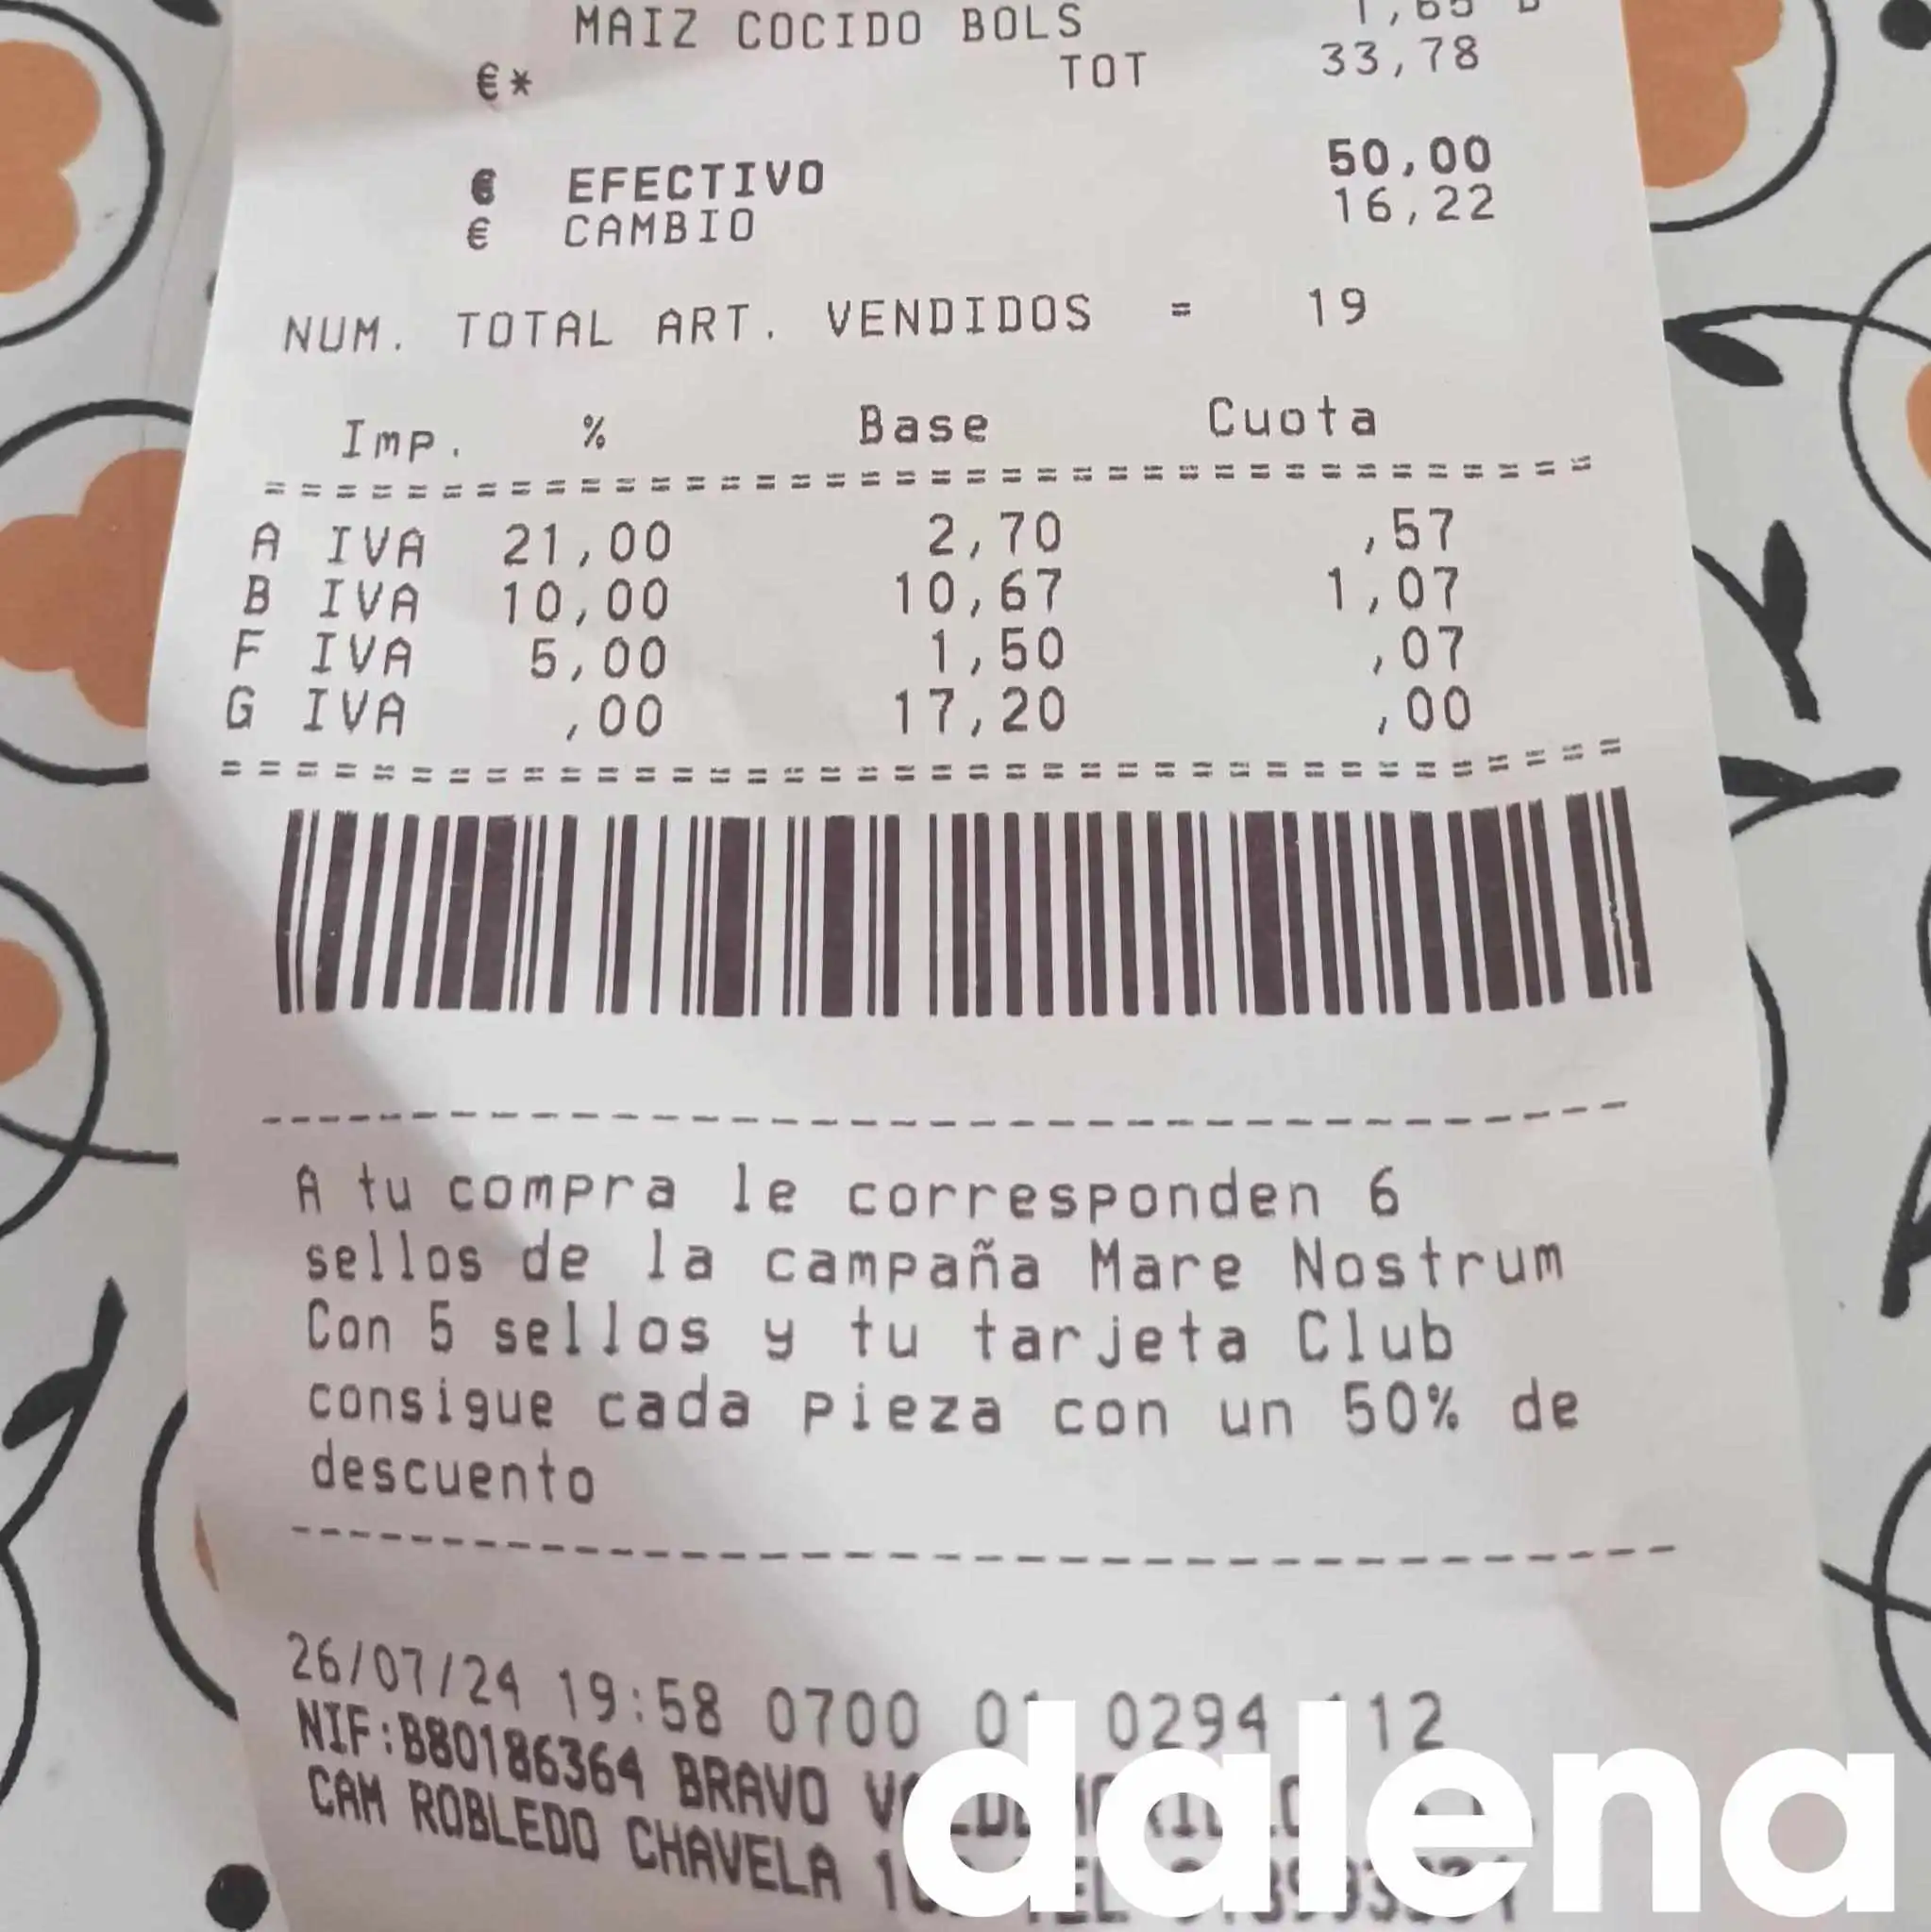 MAIZ COCIDO BOLS
€* TOT 33,78
€ EFECTIVO 50,00
€ CAMBIO 16,22
NUM. TOTAL ART. VENDIDOS = 19
Imp. % Base Cuota
A IVA 21,00 2,70 ,57
B IVA 10,00 10,67 1,07
F IVA 5,00 1,50 ,07
G IVA ,00 17,20 ,00
A tu compra le corresponden 6
sellos de la campaña Mare Nostrum
Con 5 sellos y tu tarjeta Club
consigue cada pieza con un 50% de
descuento
26/07/24 19:58 0700 0294
NIF:B80186364 BRAVO
CAM ROBLEDO CHAVELA
dalena